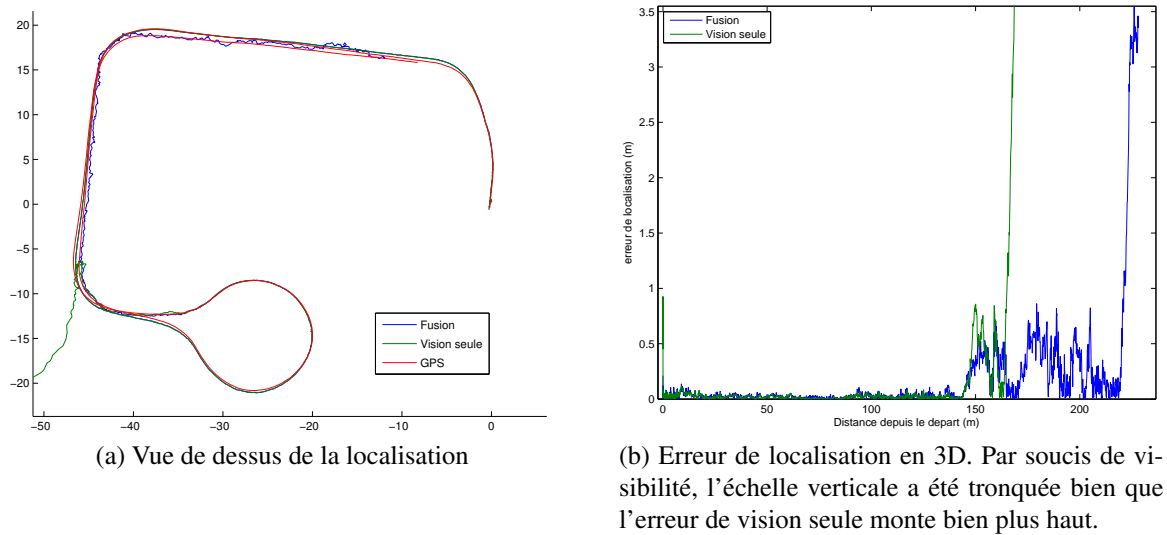 20
15
10
5
0
−5
−10
−15
−20
−50 −40 −30 −20 −10 0
Fusion
Vision seule
GPS
(a) Vue de dessus de la localisation
Fusion
Vision seule
3.5
3
2.5
2
1.5
1
0.5
0
erreur de localisation (m)
0 50 100 150 200
Distance depuis le depart (m)
(b) Erreur de localisation en 3D. Par soucis de vi-
sibilité, l'échelle verticale a été tronquée bien que
l'erreur de vision seule monte bien plus haut.